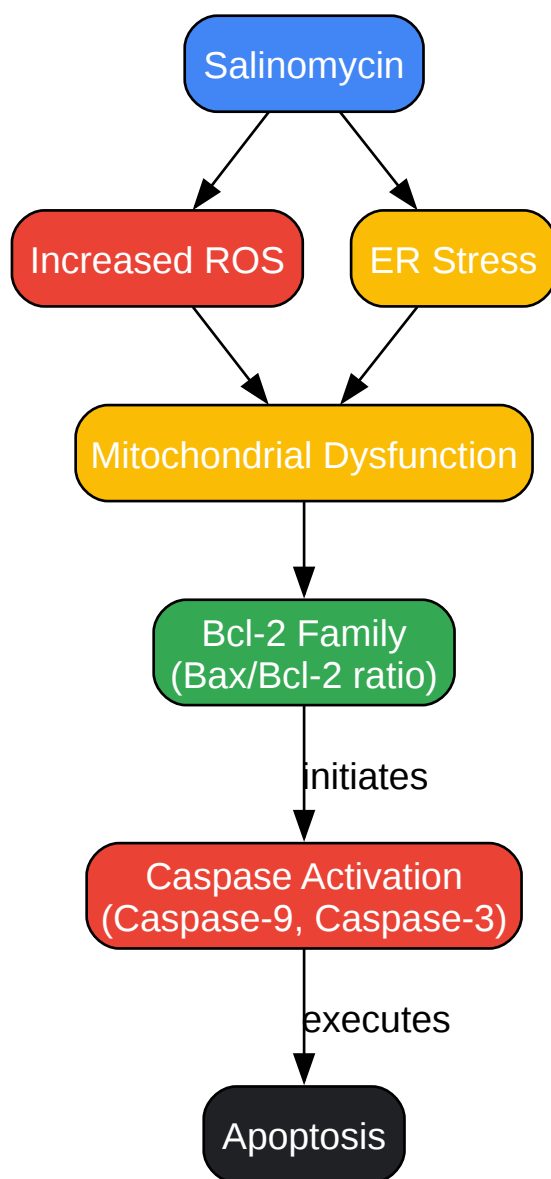 Salinomycin
Increased ROS
ER Stress
Mitochondrial Dysfunction
Bcl-2 Family
(Bax/Bcl-2 ratio)
initiates
Caspase Activation
(Caspase-9, Caspase-3)
executes
Apoptosis